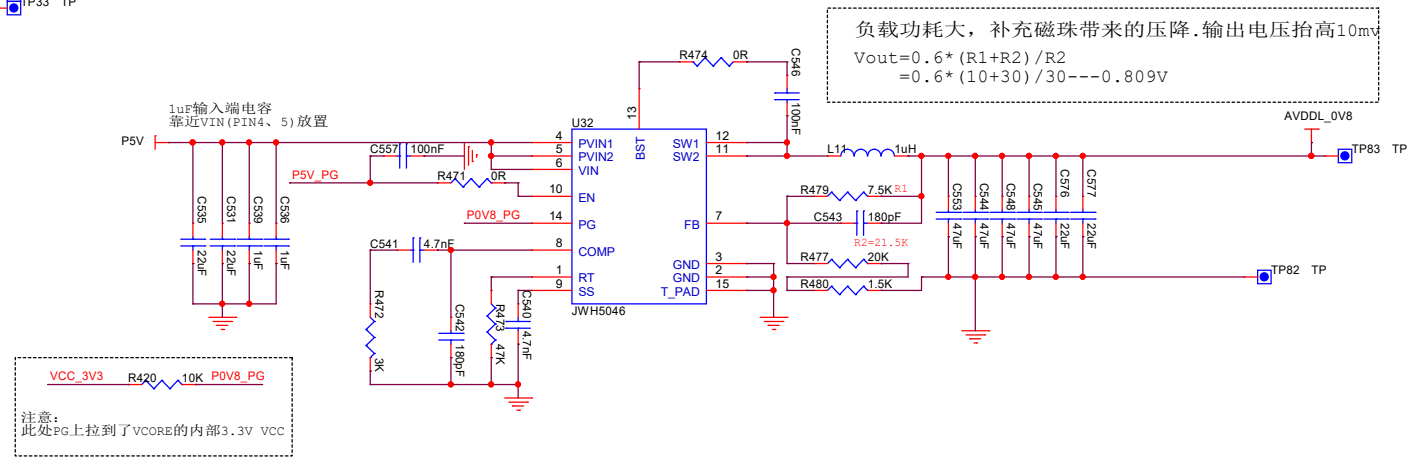 TP33 TP
负载功耗大，补充磁珠带来的压降.输出电压抬高10mv
Vout=0.6*(R1+R2)/R2
=0.6*(10+30)/30---0.809V
R474 0R
C546
100nF
1uF输入端电容
靠近VIN(PIN4、5)放置
P5V
U32
13
BST
AVDDL_0V8
TP83 TP
C557 100nF
4 PVIN1
5 PVIN2
6 VIN
SW1 12
SW2 11
L11 1uH
P5V_PG
R471 0R
10 EN
P0V8_PG
14 PG
FB 7
R479 7.5K R1
C543 180pF
R2=21.5K
R477 20K
R480 1.5K
C541 4.7nF
8 COMP
1 RT
9 SS
GND 3
GND 2
T_PAD 15
JWH5046
C535
22uF
C531
22uF
C539
1uF
C536
1uF
C553
47uF
C544
47uF
C548
47uF
C545
47uF
C576
22uF
C577
22uF
TP82 TP
R472
3K
C542
180pF
R473
47K
C540
4.7nF
VCC_3V3 R420 10K P0V8_PG
注意:
此处PG上拉到了VCORE的内部3.3V VCC